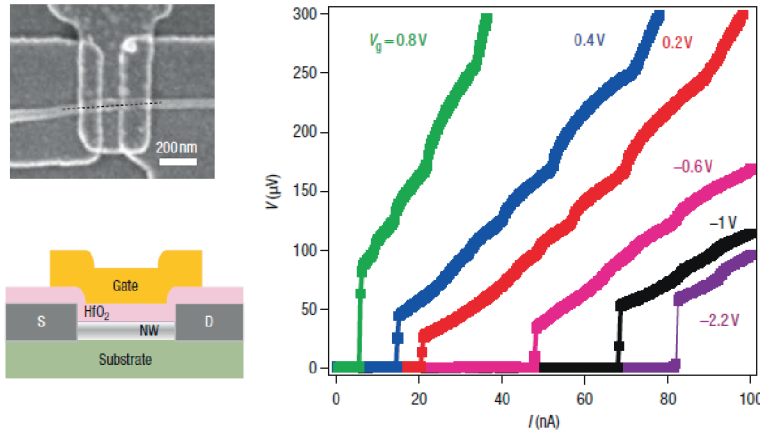 200 nm
Gate
HfO₂
S
NW
D
Substrate
V (μV)
300
250
200
150
100
50
0
V_g = 0.8 V
0.4 V
0.2 V
−0.6 V
−1 V
−2.2 V
0
20
40
60
80
100
I (nA)